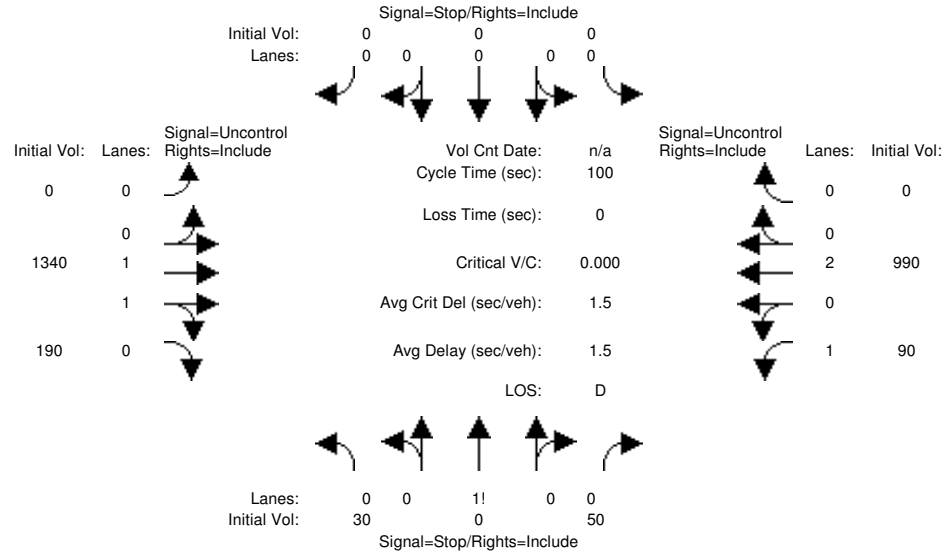 Signal=Stop/Rights=Include
Initial Vol: 0 0 0
Lanes: 0 0 0 0 0
Signal=Uncontrol Signal=Uncontrol
Initial Vol: Lanes: Rights=Include Vol Cnt Date: n/a Rights=Include Lanes: Initial Vol:
Cycle Time (sec): 100
0 0 0 0
Loss Time (sec): 0
0 0
1340 1 Critical V/C: 0.000 2 990
1 Avg Crit Del (sec/veh): 1.5 0
190 0 Avg Delay (sec/veh): 1.5 1 90
LOS: D
Lanes: 0 0 1! 0 0
Initial Vol: 30 0 50
Signal=Stop/Rights=Include